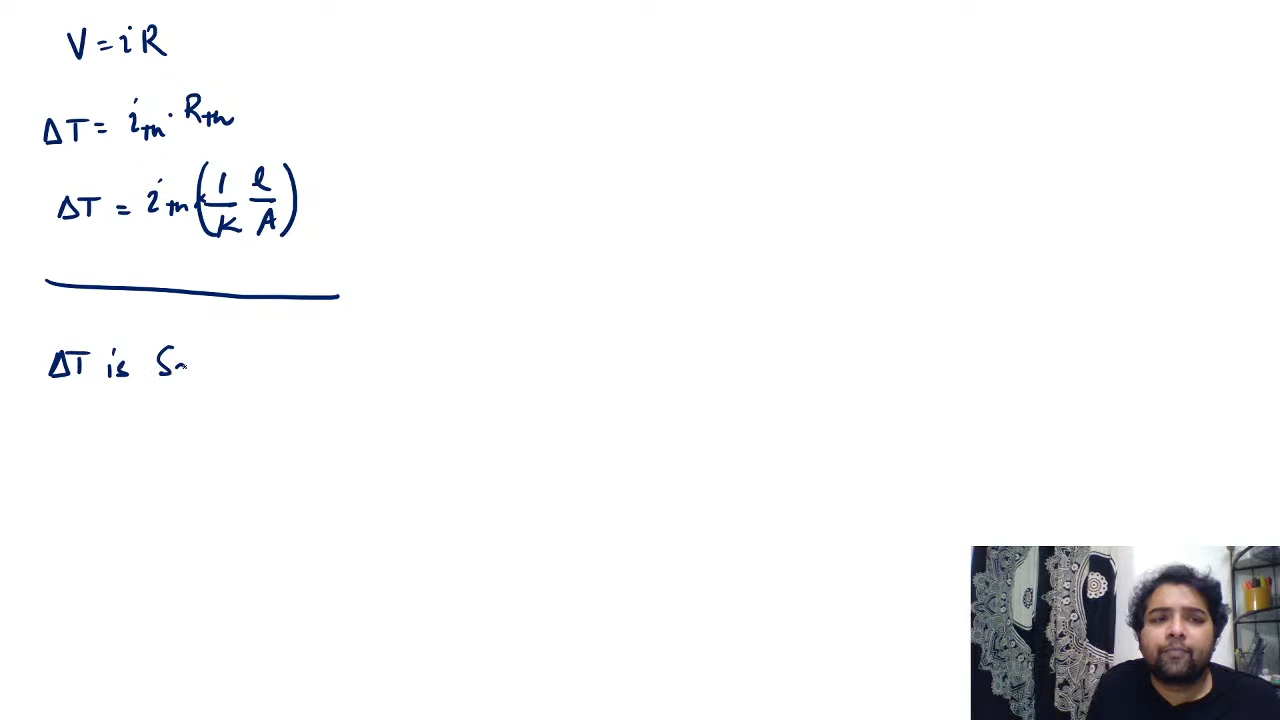 V = iR
ΔT = i_th · R_th
ΔT = i_th (1/K l/A)
ΔT is